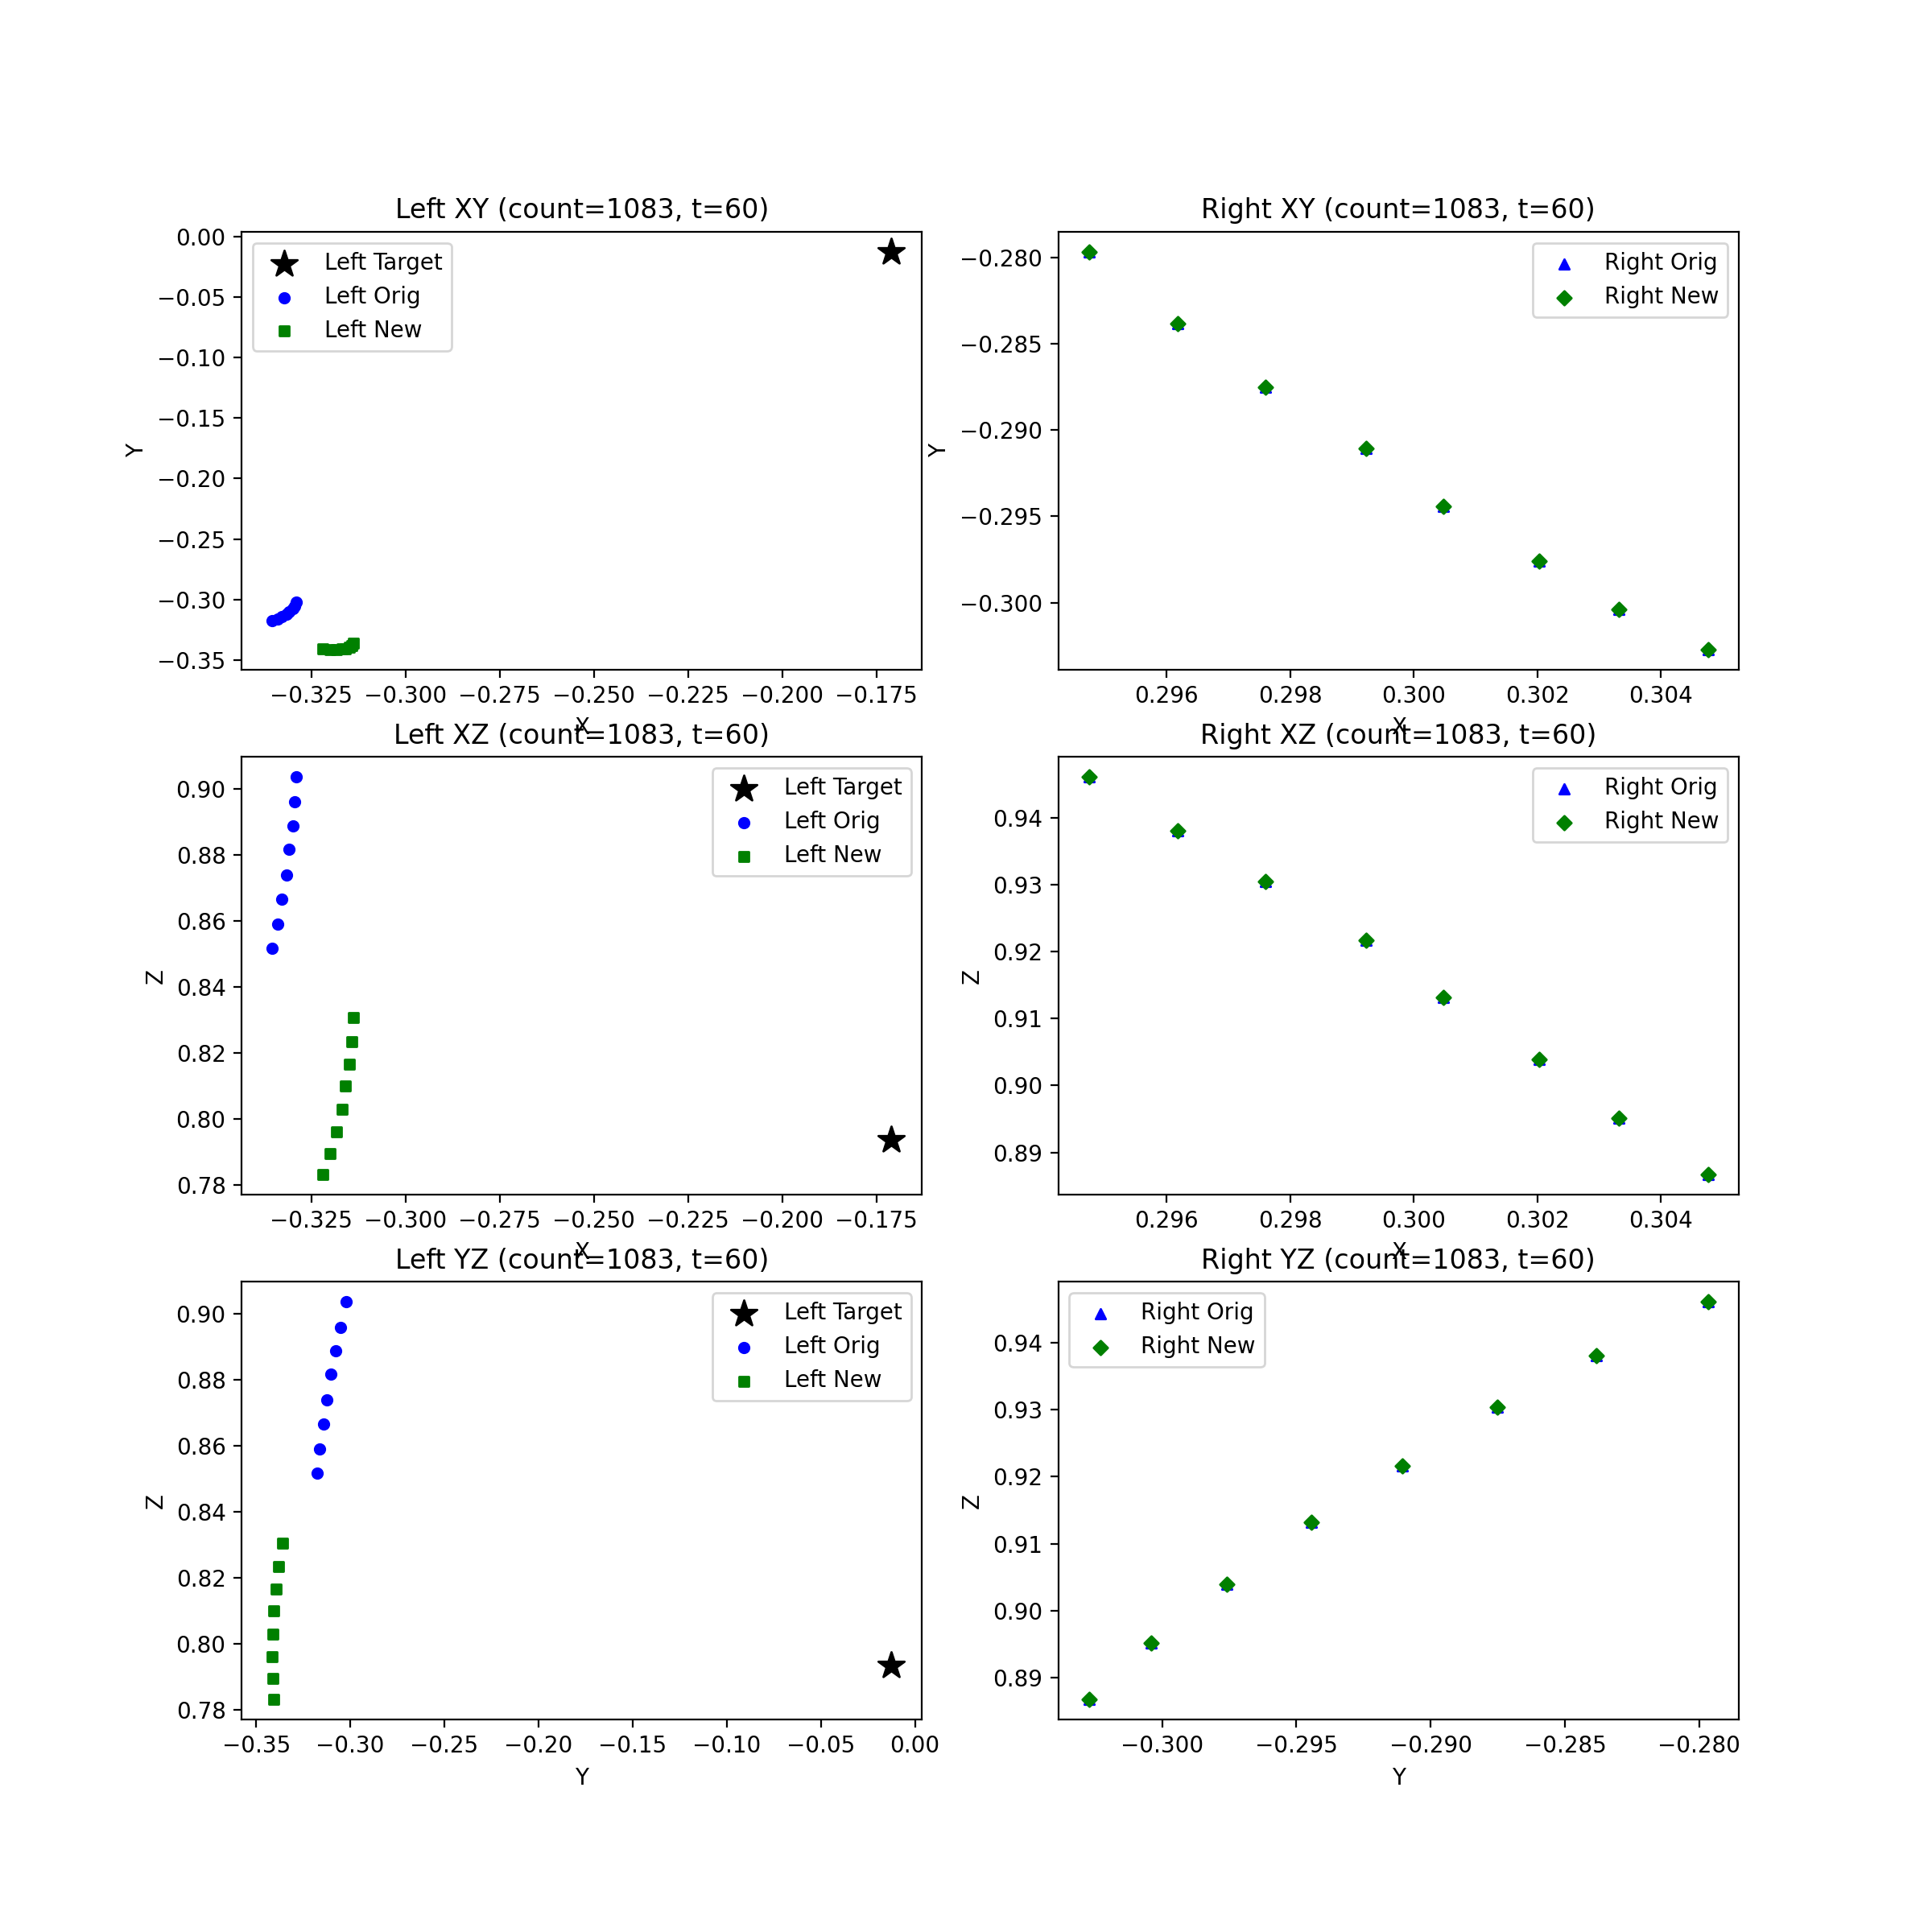 Left XY (count=1083, t=60)
Left Target
Left Orig
Left New
0.00
−0.05
−0.10
−0.15
−0.20
−0.25
−0.30
−0.35
Y
−0.325 −0.300 −0.275 −0.250 −0.225 −0.200 −0.175
X
Right XY (count=1083, t=60)
Right Orig
Right New
−0.280
−0.285
−0.290
−0.295
−0.300
Y
0.296 0.298 0.300 0.302 0.304
X
Left XZ (count=1083, t=60)
Left Target
Left Orig
Left New
0.90
0.88
0.86
0.84
0.82
0.80
0.78
Z
−0.325 −0.300 −0.275 −0.250 −0.225 −0.200 −0.175
X
Right XZ (count=1083, t=60)
Right Orig
Right New
0.94
0.93
0.92
0.91
0.90
0.89
Z
0.296 0.298 0.300 0.302 0.304
X
Left YZ (count=1083, t=60)
Left Target
Left Orig
Left New
0.90
0.88
0.86
0.84
0.82
0.80
0.78
Z
−0.35 −0.30 −0.25 −0.20 −0.15 −0.10 −0.05 0.00
Y
Right YZ (count=1083, t=60)
Right Orig
Right New
0.94
0.93
0.92
0.91
0.90
0.89
Z
−0.300 −0.295 −0.290 −0.285 −0.280
Y